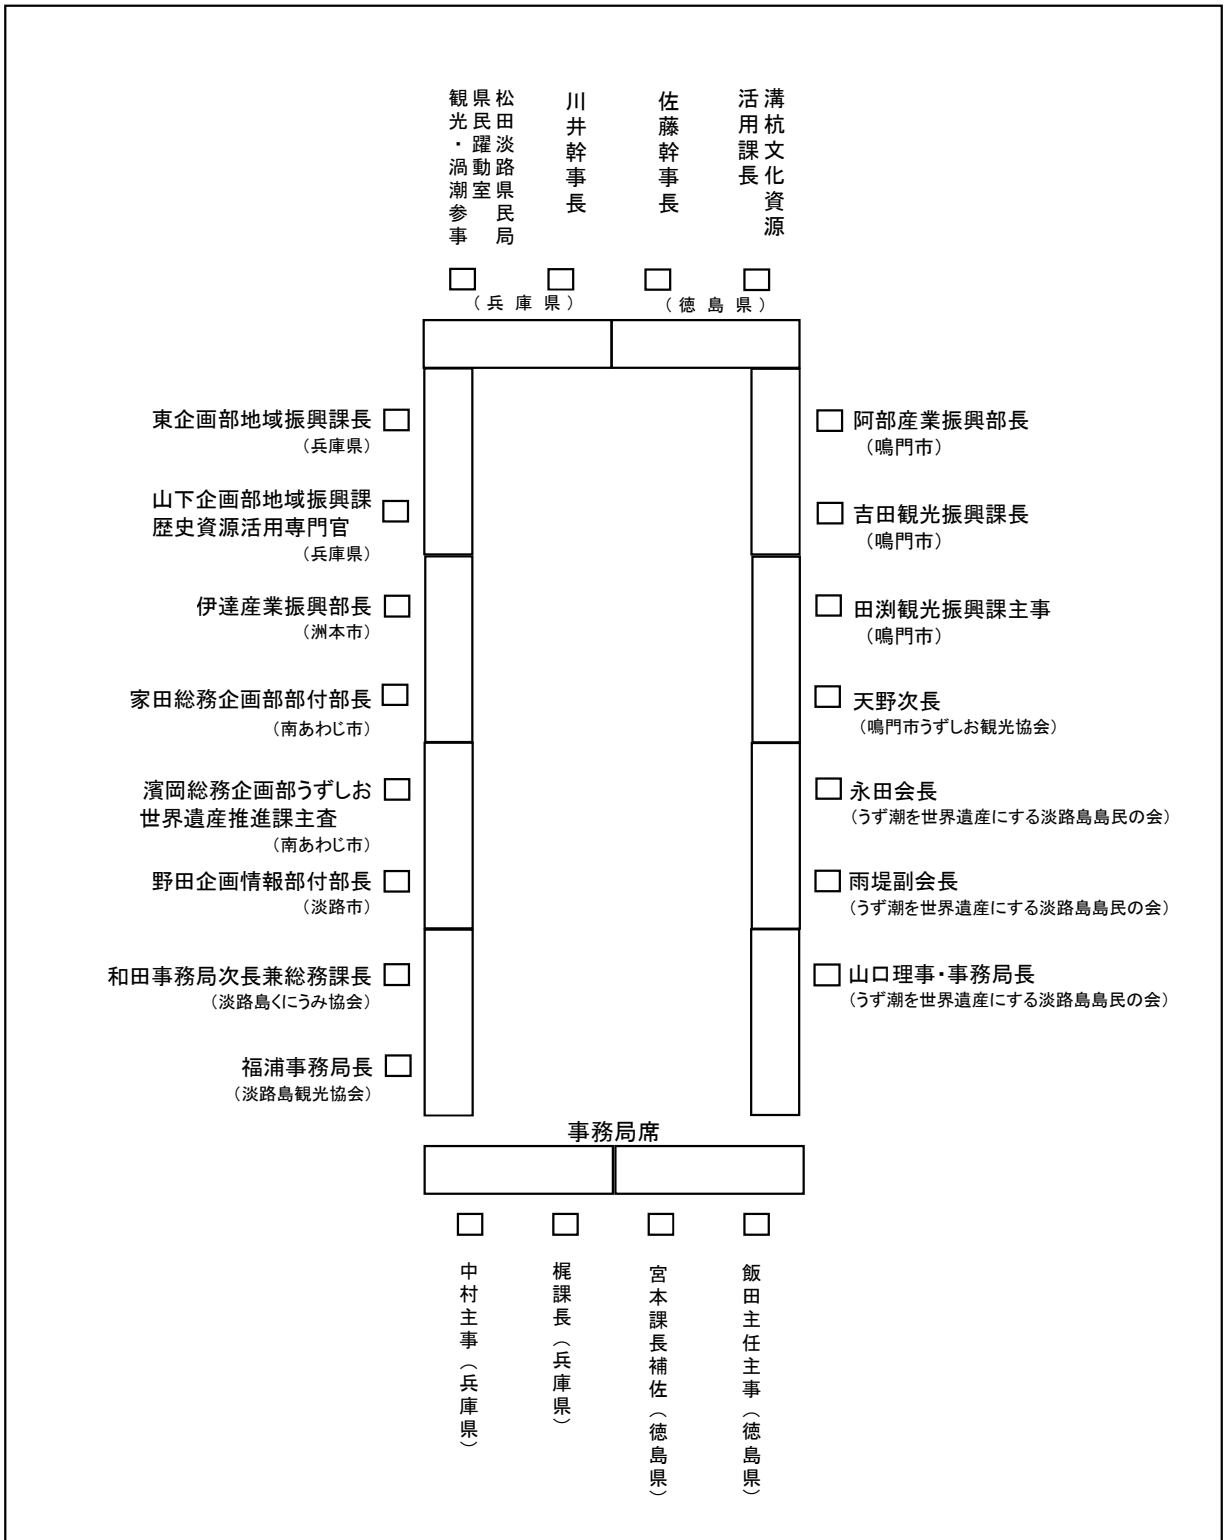 松田淡路県民局
県民躍動室
観光・渦潮参事
川井幹事長
佐藤幹事長
溝杭文化資源
活用課長
（兵庫県）
（徳島県）
東企画部地域振興課長
（兵庫県）
山下企画部地域振興課
歴史資源活用専門官
（兵庫県）
伊達産業振興部長
（洲本市）
家田総務企画部部付部長
（南あわじ市）
濱岡総務企画部うずしお
世界遺産推進課主査
（南あわじ市）
野田企画情報部付部長
（淡路市）
和田事務局次長兼総務課長
（淡路島くにうみ協会）
福浦事務局長
（淡路島観光協会）
阿部産業振興部長
（鳴門市）
吉田観光振興課長
（鳴門市）
田渕観光振興課主事
（鳴門市）
天野次長
（鳴門市うずしお観光協会）
永田会長
（うず潮を世界遺産にする淡路島島民の会）
雨堤副会長
（うず潮を世界遺産にする淡路島島民の会）
山口理事・事務局長
（うず潮を世界遺産にする淡路島島民の会）
事務局席
中村主事（兵庫県）
梶課長（兵庫県）
宮本課長補佐（徳島県）
飯田主任主事（徳島県）